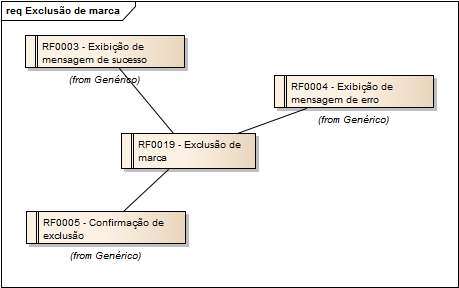 req Exclusão de marca
RF0003 - Exibição de
mensagem de sucesso
(from Genérico)
RF0004 - Exibição de
mensagem de erro
(from Genérico)
RF0019 - Exclusão de
marca
RF0005 - Confirmação de
exclusão
(from Genérico)